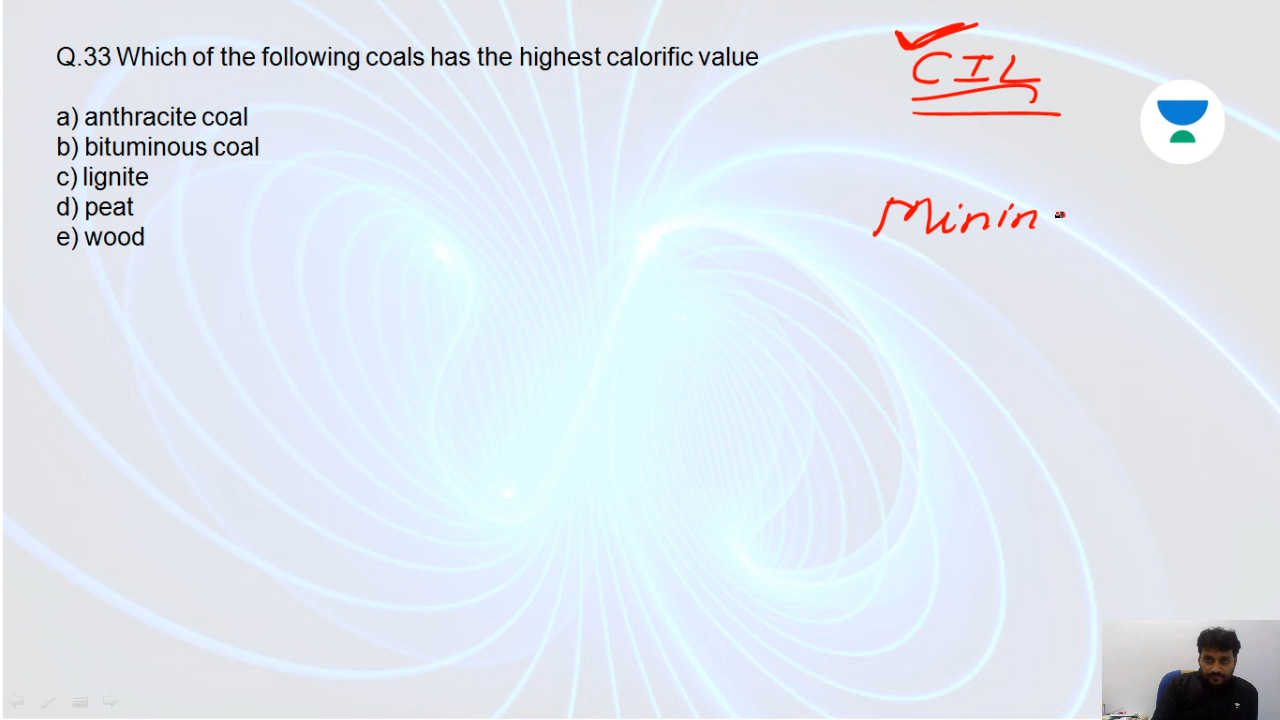 Q.33 Which of the following coals has the highest calorific value
a) anthracite coal
b) bituminous coal
c) lignite
d) peat
e) wood
CIL
Minin